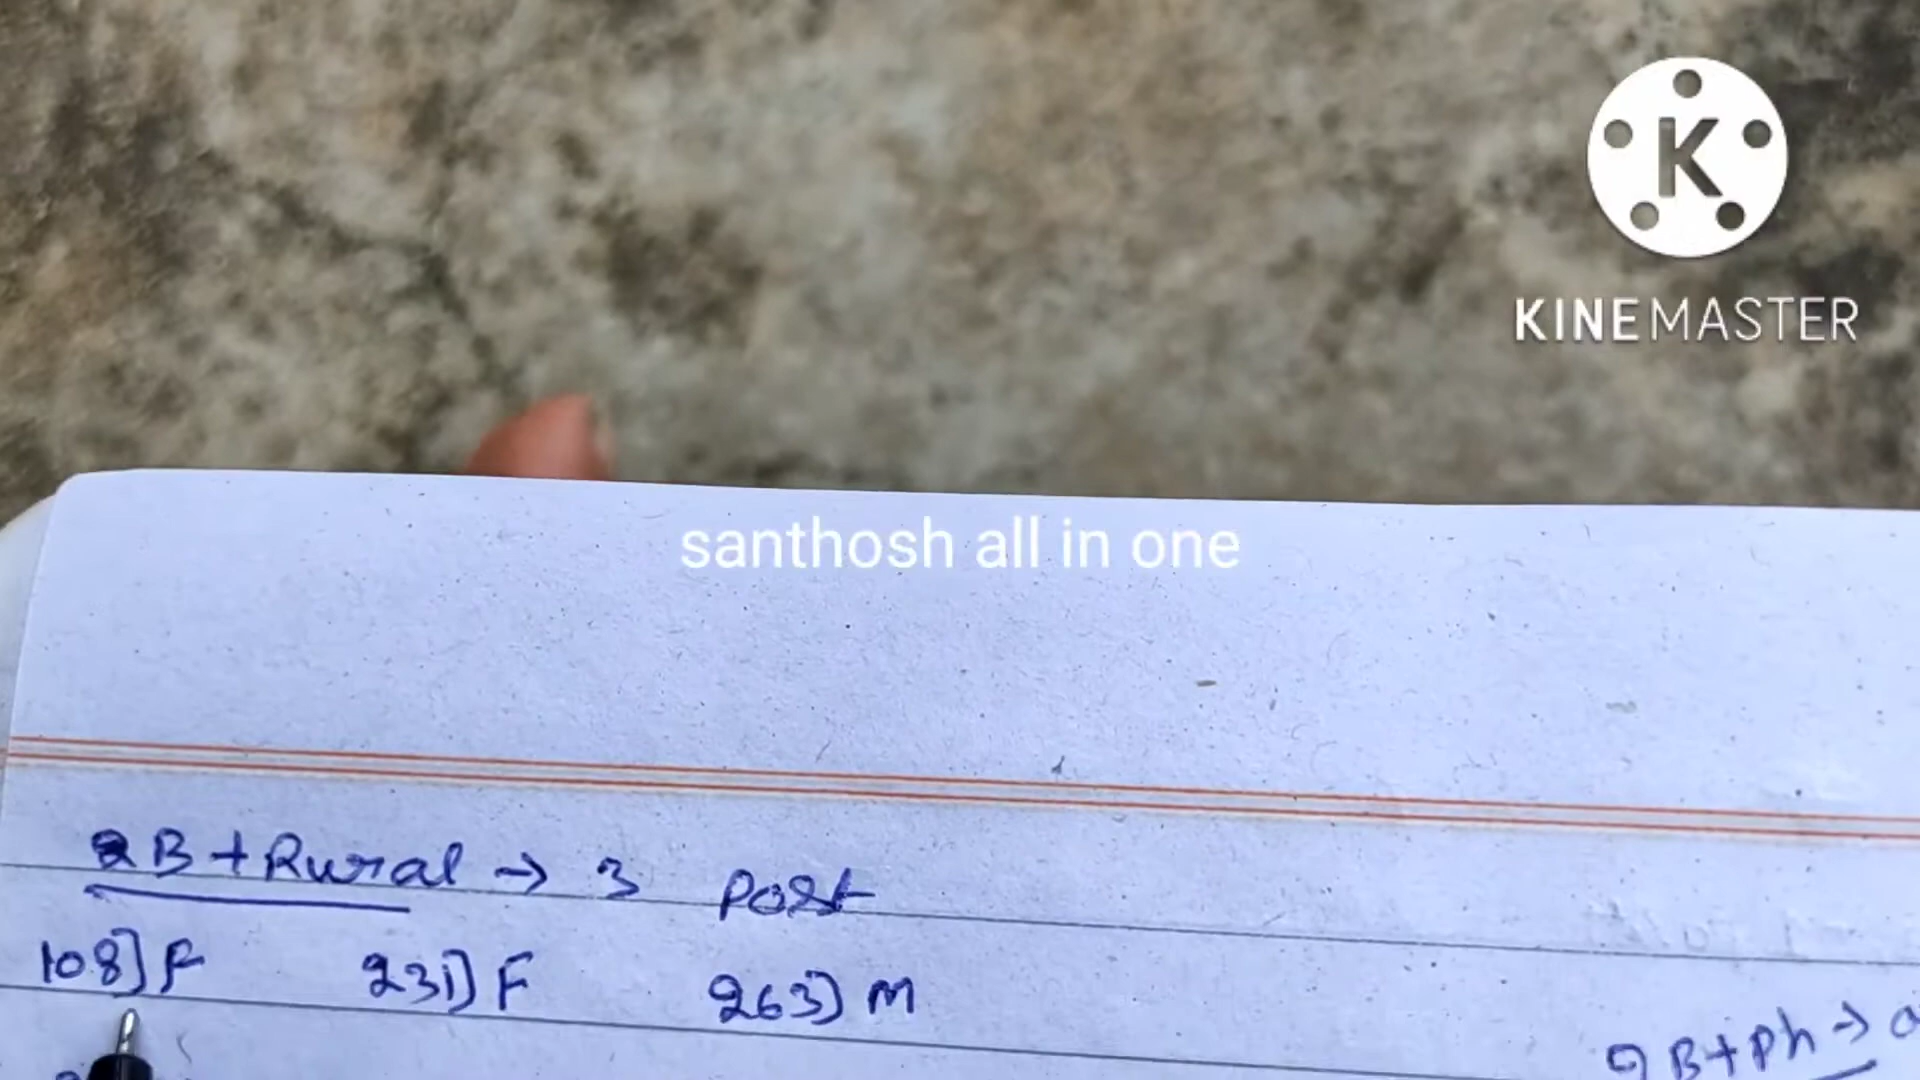 K
KINEMASTER
santhosh all in one
2B + Rural → 3 Post
108) F 231) F 263) M
2B+Ph →